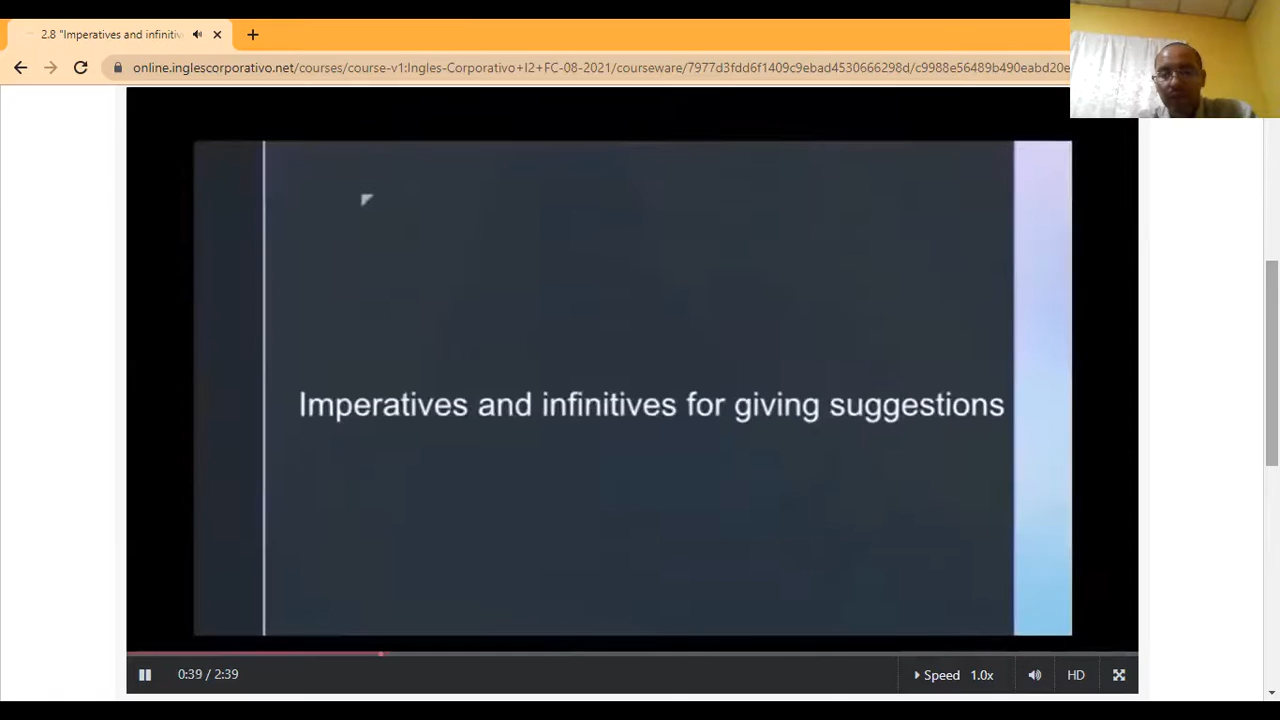 2.8 "Imperatives and infinitiv
online.inglescorporativo.net/courses/course-v1:Ingles-Corporativo+I2+FC-08-2021/courseware/7977d3fdd6f1409c9ebad4530666298d/c9988e56489b490eabd20e
Imperatives and infinitives for giving suggestions
0:39 / 2:39
Speed 1.0x
HD